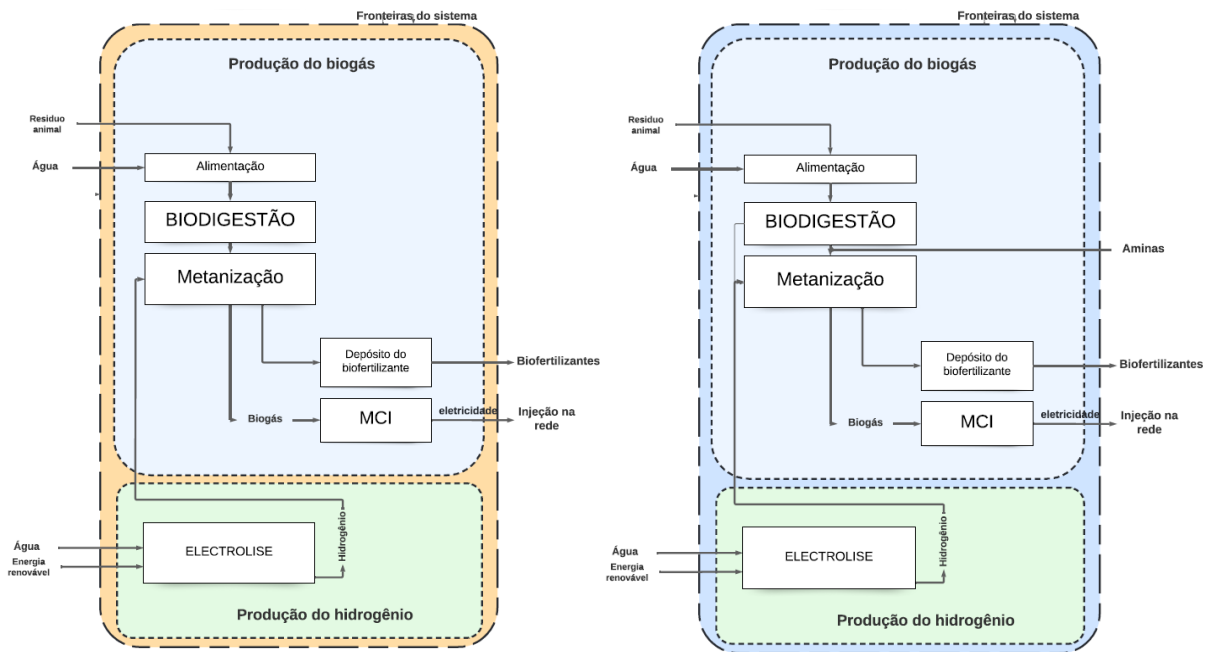 Fronteiras do sistema
Produção do biogás
Residuo
animal
Água
Alimentação
BIODIGESTÃO
Metanização
Depósito do
biofertilizante
Biofertilizantes
Biogás
MCI
eletricidade
Injeção na
rede
Água
Energia
renovável
ELECTROLISE
Hidrogênio
Produção do hidrogênio
Fronteiras do sistema
Produção do biogás
Residuo
animal
Água
Alimentação
BIODIGESTÃO
Aminas
Metanização
Depósito do
biofertilizante
Biofertilizantes
Biogás
MCI
eletricidade
Injeção na
rede
Água
Energia
renovável
ELECTROLISE
Hidrogênio
Produção do hidrogênio